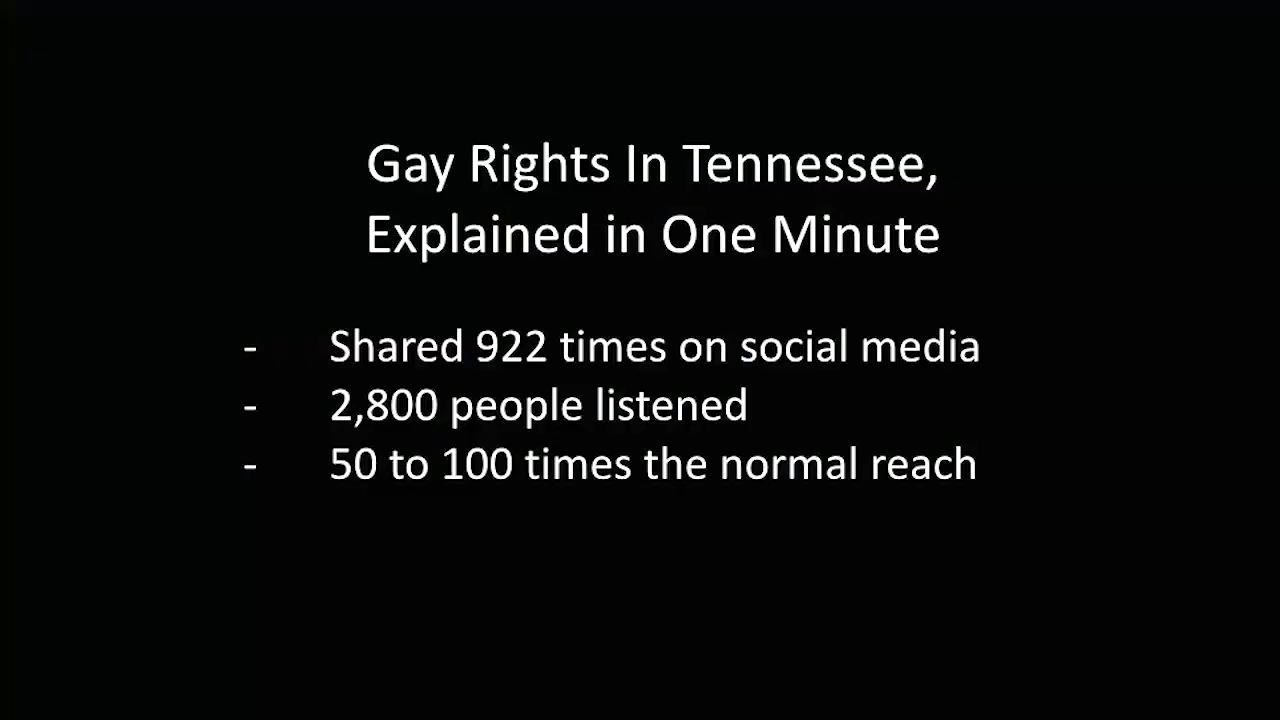 Gay Rights In Tennessee,
Explained in One Minute
- Shared 922 times on social media
- 2,800 people listened
- 50 to 100 times the normal reach